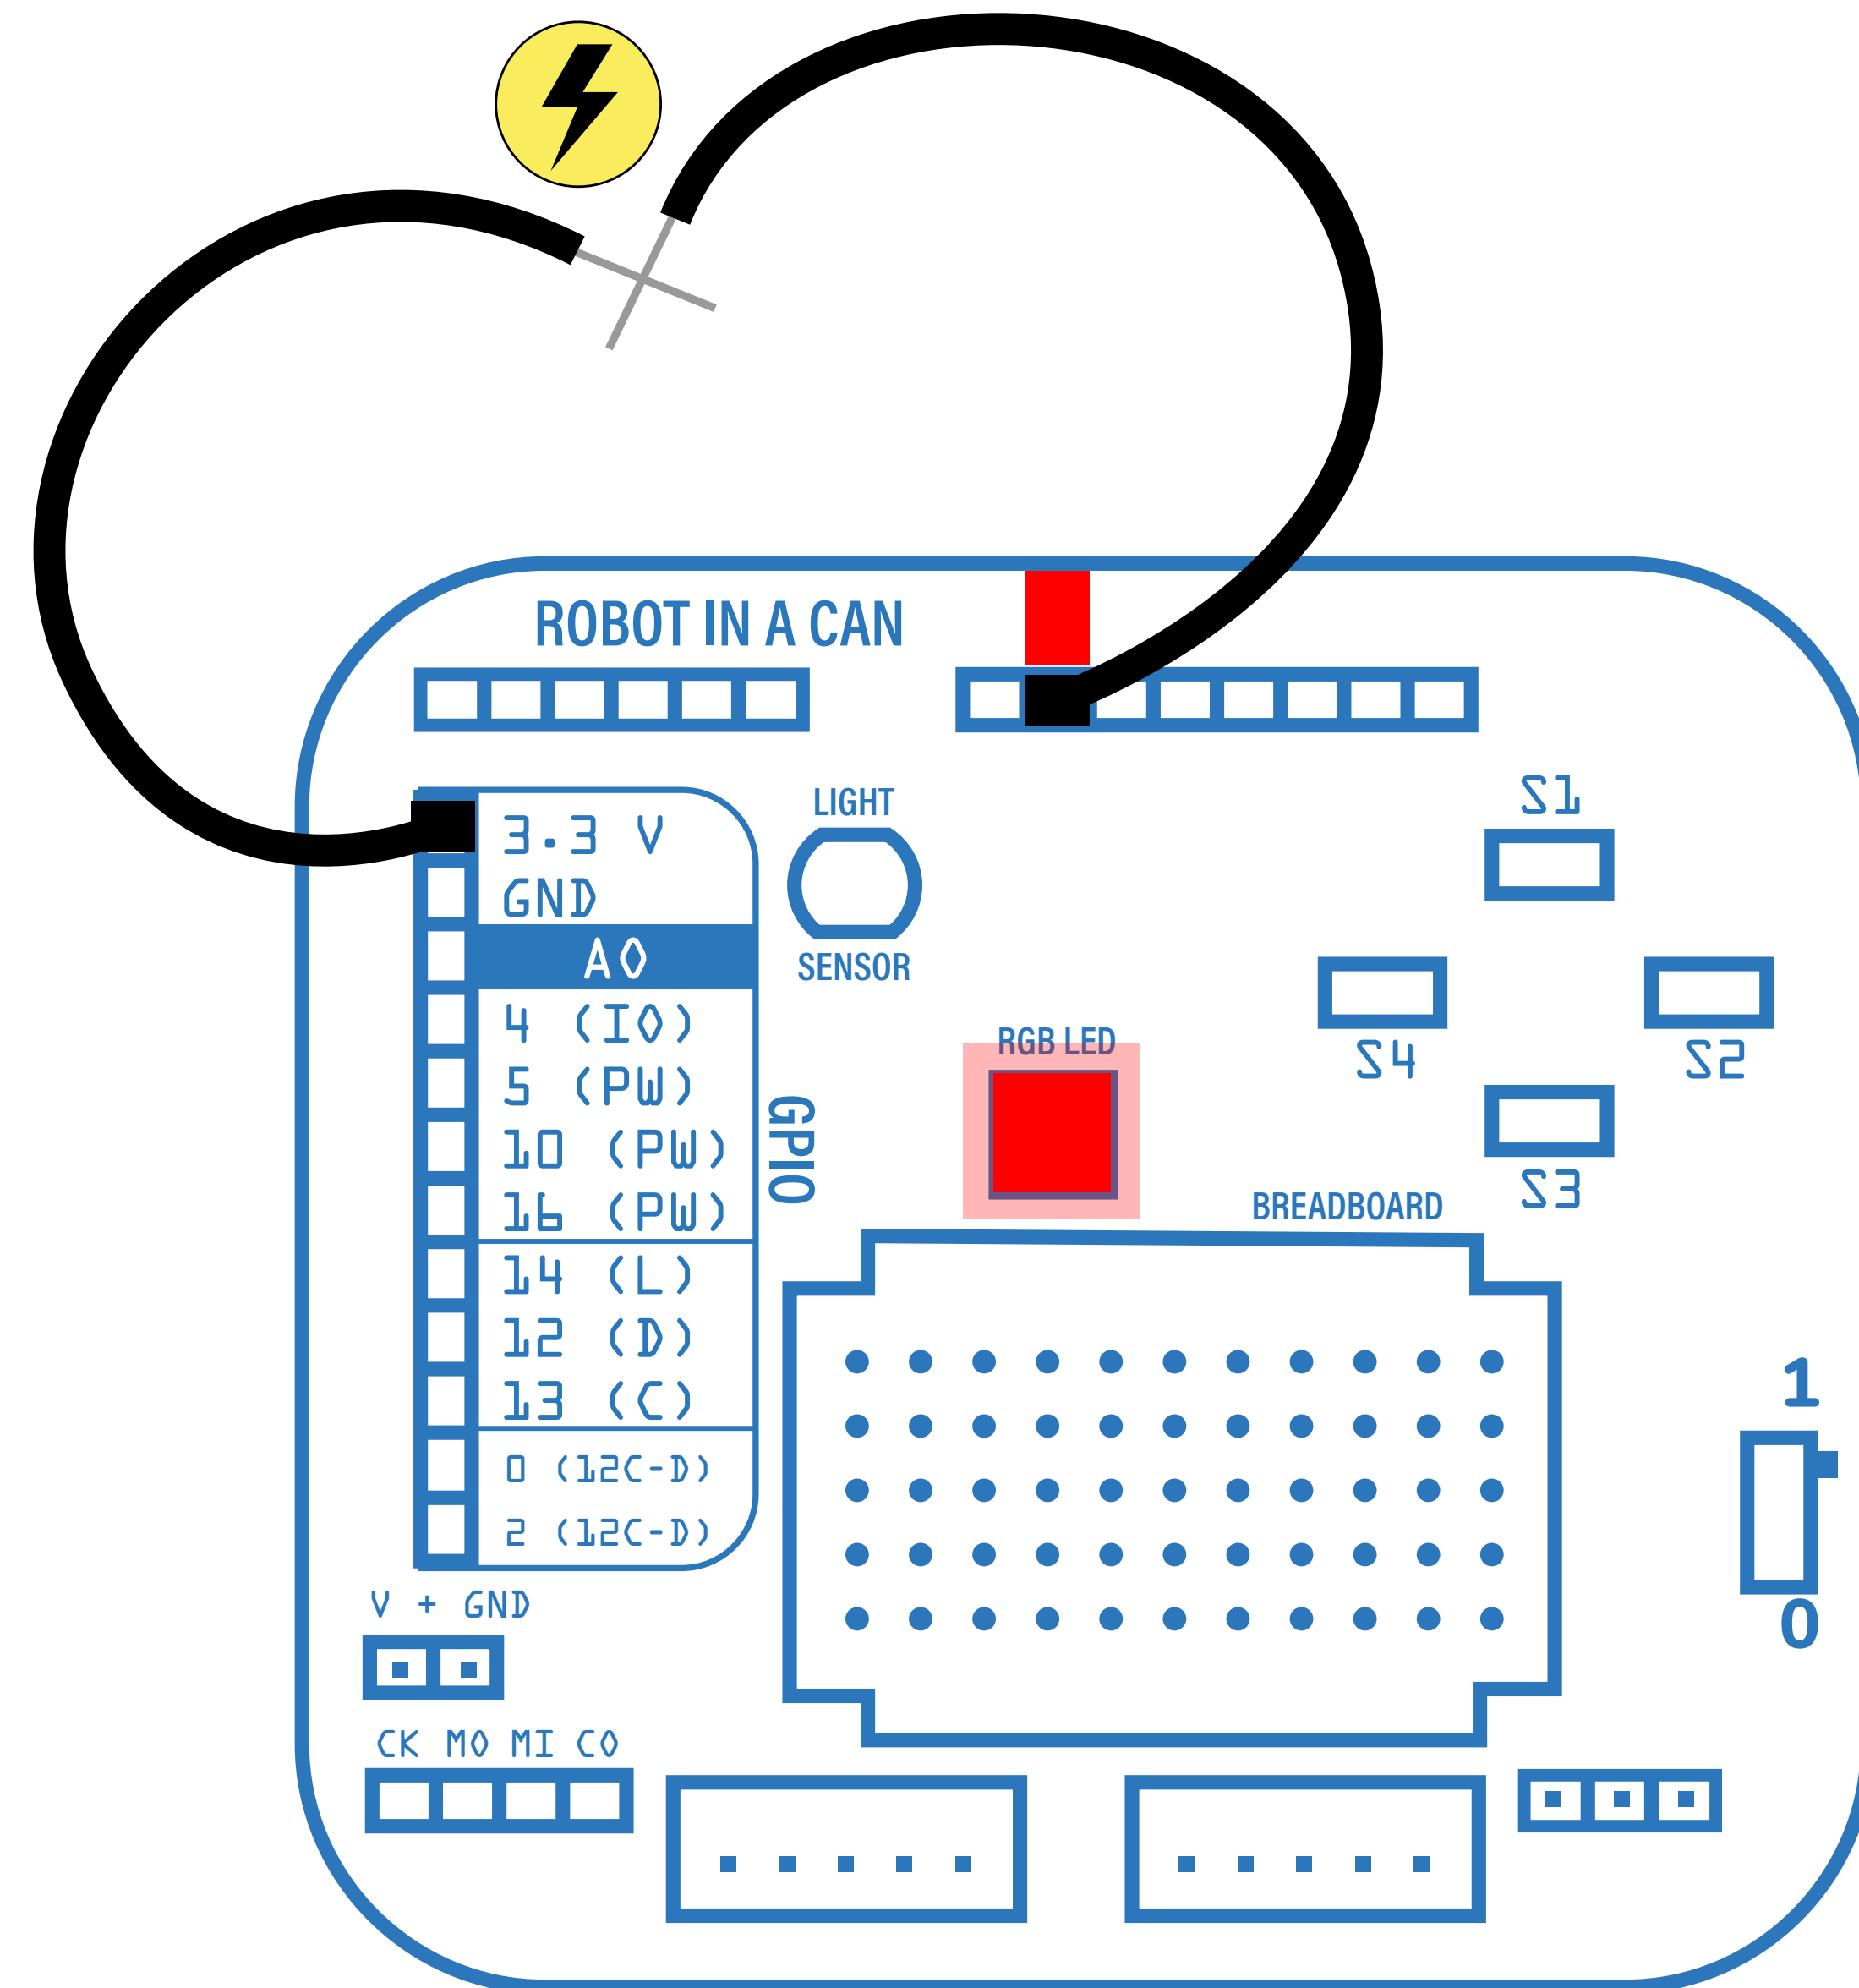 ROBOT IN A CAN
3.3 V
GND
A0
4 (IO)
5 (PW)
10 (PW)
16 (PW)
14 (L)
12 (D)
13 (C)
0 (12C-D)
2 (12C-D)
GPIO
LIGHT
SENSOR
RGB LED
S1
S4
S2
S3
BREADBOARD
1
0
V + GND
CK MO MI CO